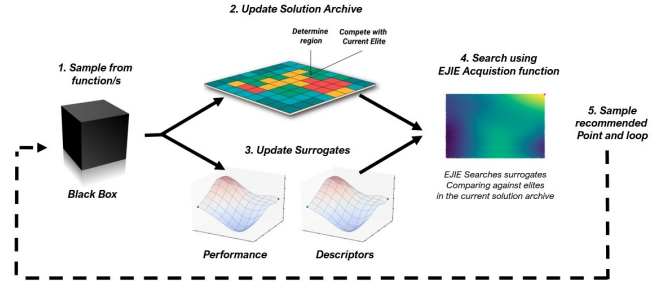 2. Update Solution Archive
Determine
region
Compete with
Current Elite
1. Sample from
function/s
Black Box
3. Update Surrogates
Performance
Descriptors
4. Search using
EJIE Acquistion function
EJIE Searches surrogates
Comparing against elites
in the current solution archive
5. Sample
recommended
Point and loop